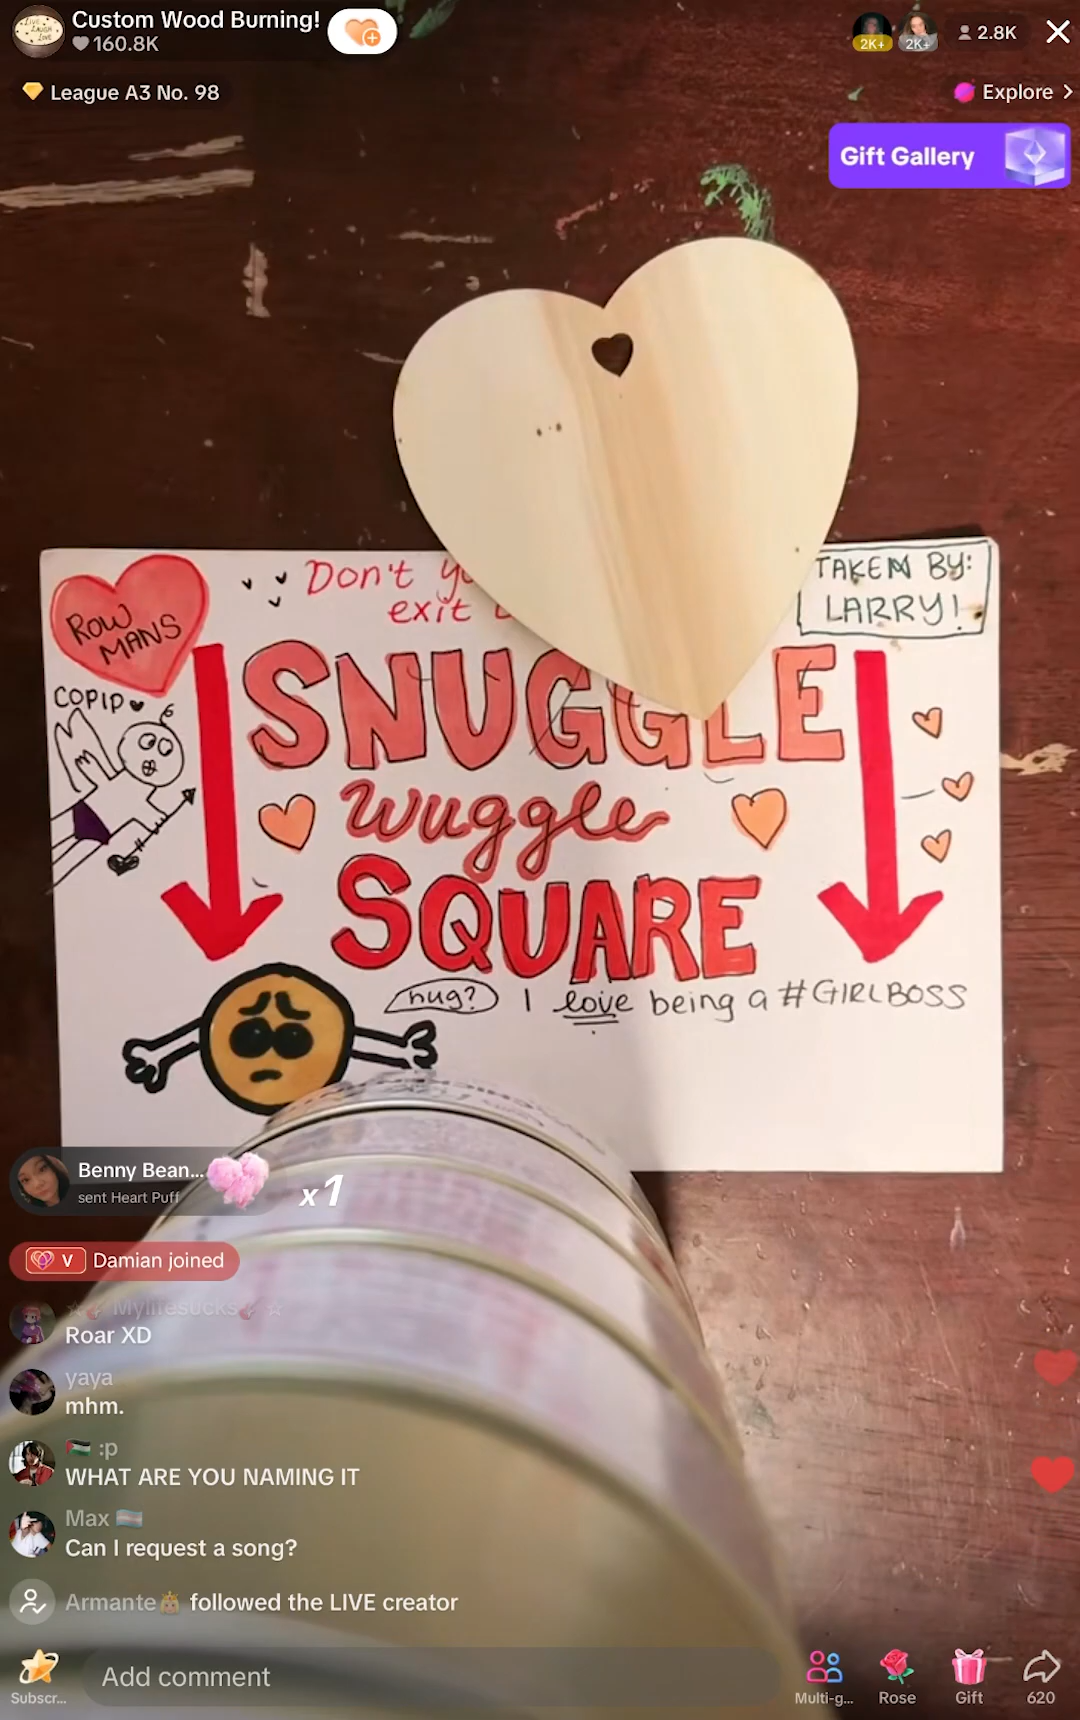 Custom Wood Burning!
160.8K
2K+
2K+
2.8K
League A3 No. 98
Explore
Gift Gallery
ROW
MANS
Don't
exit
TAKEN BY:
LARRY!
COPIP
SNUGGLE
wuggle
SQUARE
hug? I love being a #GIRLBOSS
Benny Bean...
sent Heart Puff
x1
V Damian joined
Mylifesucks
Roar XD
yaya
mhm.
:p
WHAT ARE YOU NAMING IT
Max
Can I request a song?
Armante followed the LIVE creator
Add comment
Subscr...
Multi-g...
Rose
Gift
620